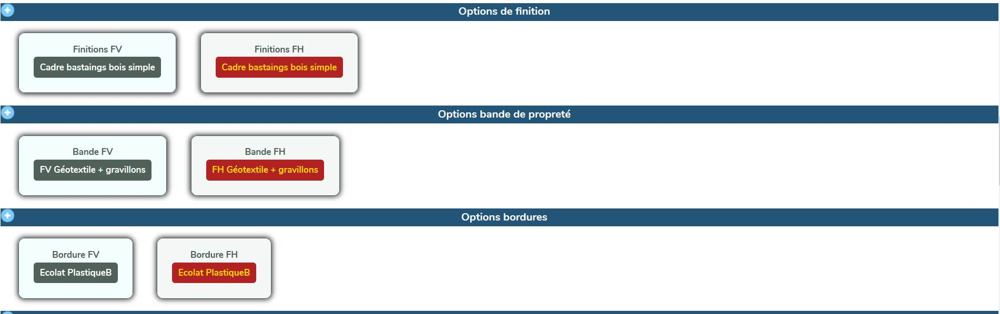 Options de finition
Finitions FV
Cadre bastaings bois simple
Finitions FH
Cadre bastaings bois simple
Options bande de propreté
Bande FV
FV Géotextile + gravillons
Bande FH
FH Géotextile + gravillons
Options bordures
Bordure FV
Ecolat PlastiqueB
Bordure FH
Ecolat PlastiqueB